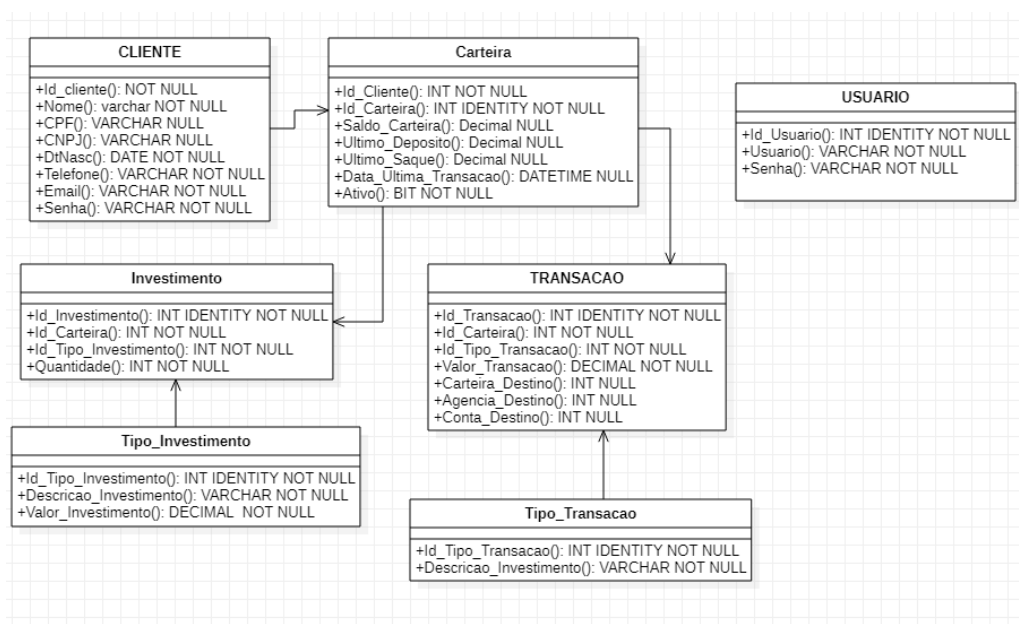 CLIENTE
+Id_cliente(): NOT NULL
+Nome(): varchar NOT NULL
+CPF(): VARCHAR NULL
+CNPJ(): VARCHAR NULL
+DtNasc(): DATE NOT NULL
+Telefone(): VARCHAR NOT NULL
+Email(): VARCHAR NOT NULL
+Senha(): VARCHAR NOT NULL
Carteira
+Id_Cliente(): INT NOT NULL
+Id_Carteira(): INT IDENTITY NOT NULL
+Saldo_Carteira(): Decimal NULL
+Ultimo_Deposito(): Decimal NULL
+Ultimo_Saque(): Decimal NULL
+Data_Ultima_Transacao(): DATETIME NULL
+Ativo(): BIT NOT NULL
USUARIO
+Id_Usuario(): INT IDENTITY NOT NULL
+Usuario(): VARCHAR NOT NULL
+Senha(): VARCHAR NOT NULL
Investimento
+Id_Investimento(): INT IDENTITY NOT NULL
+Id_Carteira(): INT NOT NULL
+Id_Tipo_Investimento(): INT NOT NULL
+Quantidade(): INT NOT NULL
TRANSACAO
+Id_Transacao(): INT IDENTITY NOT NULL
+Id_Carteira(): INT NOT NULL
+Id_Tipo_Transacao(): INT NOT NULL
+Valor_Transacao(): DECIMAL NOT NULL
+Carteira_Destino(): INT NULL
+Agencia_Destino(): INT NULL
+Conta_Destino(): INT NULL
Tipo_Investimento
+Id_Tipo_Investimento(): INT IDENTITY NOT NULL
+Descricao_Investimento(): VARCHAR NOT NULL
+Valor_Investimento(): DECIMAL  NOT NULL
Tipo_Transacao
+Id_Tipo_Transacao(): INT IDENTITY NOT NULL
+Descricao_Investimento(): VARCHAR NOT NULL